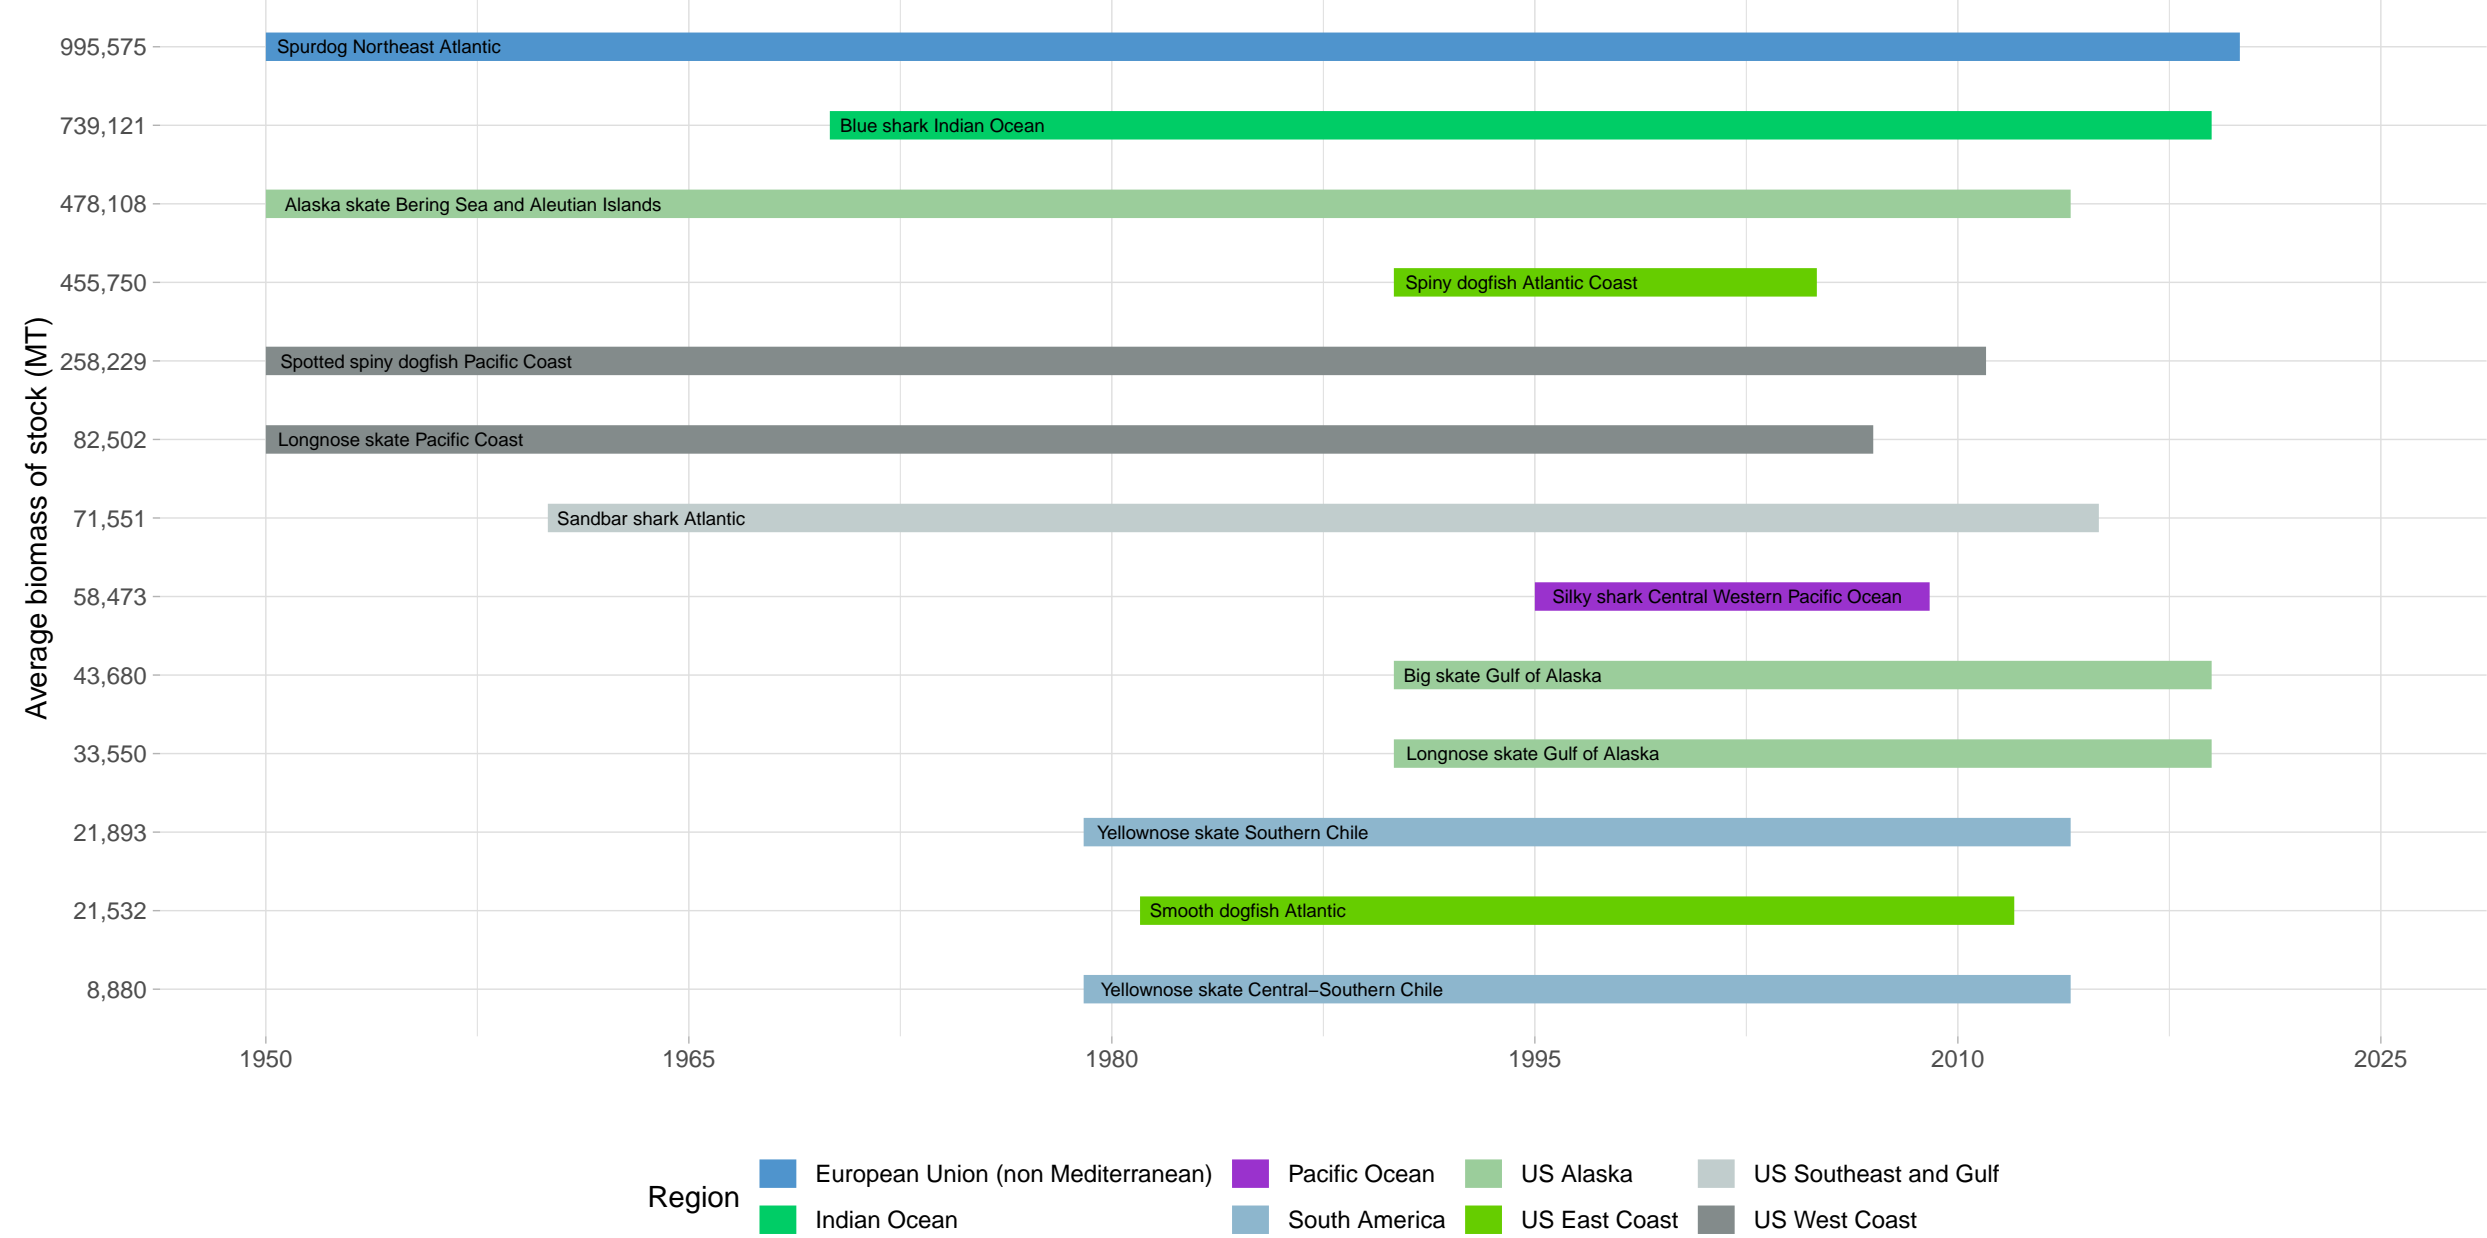 995,575 Spurdog Northeast Atlantic
739,121 Blue shark Indian Ocean
478,108 Alaska skate Bering Sea and Aleutian Islands
455,750 Spiny dogfish Atlantic Coast
258,229 Spotted spiny dogfish Pacific Coast
82,502 Longnose skate Pacific Coast
71,551 Sandbar shark Atlantic
58,473 Silky shark Central Western Pacific Ocean
43,680 Big skate Gulf of Alaska
33,550 Longnose skate Gulf of Alaska
21,893 Yellownose skate Southern Chile
21,532 Smooth dogfish Atlantic
8,880 Yellownose skate Central−Southern Chile
Average biomass of stock (MT)
1950 1965 1980 1995 2010 2025
Region
European Union (non Mediterranean) Pacific Ocean US Alaska US Southeast and Gulf
Indian Ocean South America US East Coast US West Coast